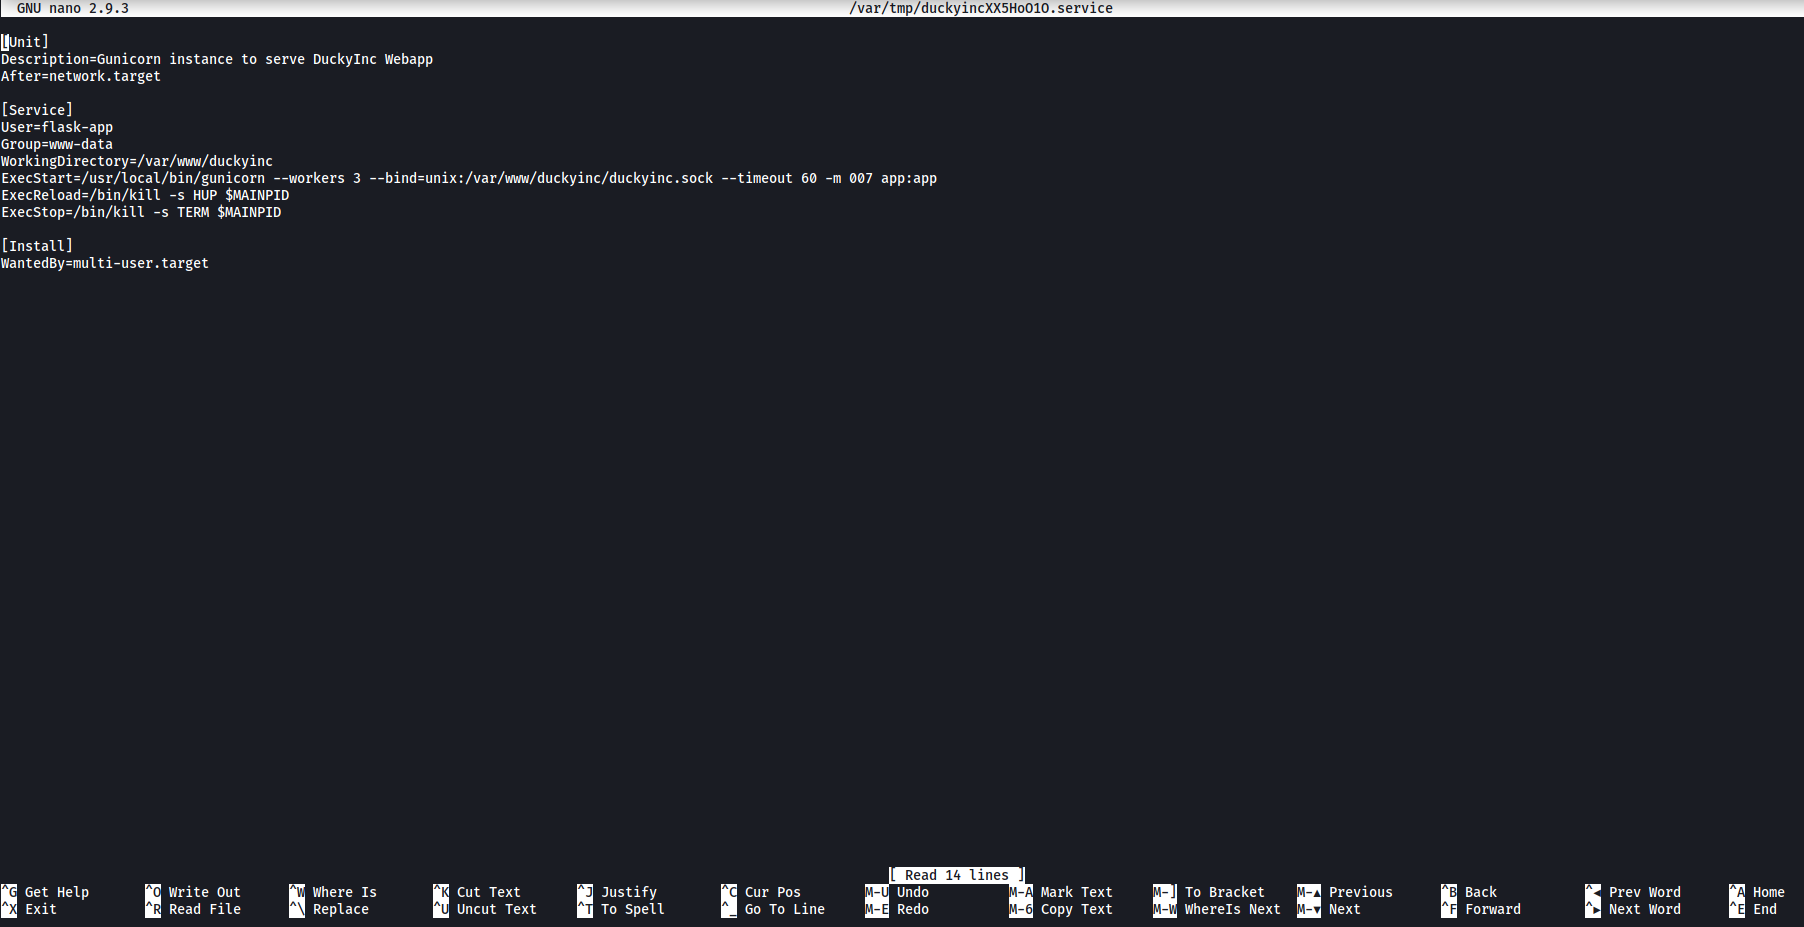 GNU nano 2.9.3 /var/tmp/duckyincXX5HoO1O.service
[Unit]
Description=Gunicorn instance to serve DuckyInc Webapp
After=network.target
[Service]
User=flask-app
Group=www-data
WorkingDirectory=/var/www/duckyinc
ExecStart=/usr/local/bin/gunicorn --workers 3 --bind=unix:/var/www/duckyinc/duckyinc.sock --timeout 60 -m 007 app:app
ExecReload=/bin/kill -s HUP $MAINPID
ExecStop=/bin/kill -s TERM $MAINPID
[Install]
WantedBy=multi-user.target
[ Read 14 lines ]
^G Get Help ^O Write Out ^W Where Is ^K Cut Text ^J Justify ^C Cur Pos M-U Undo M-A Mark Text M-] To Bracket M-▲ Previous ^B Back ^◀ Prev Word ^A Home
^X Exit ^R Read File ^\ Replace ^U Uncut Text ^T To Spell ^_ Go To Line M-E Redo M-6 Copy Text M-W WhereIs Next M-▼ Next ^F Forward ^▶ Next Word ^E End